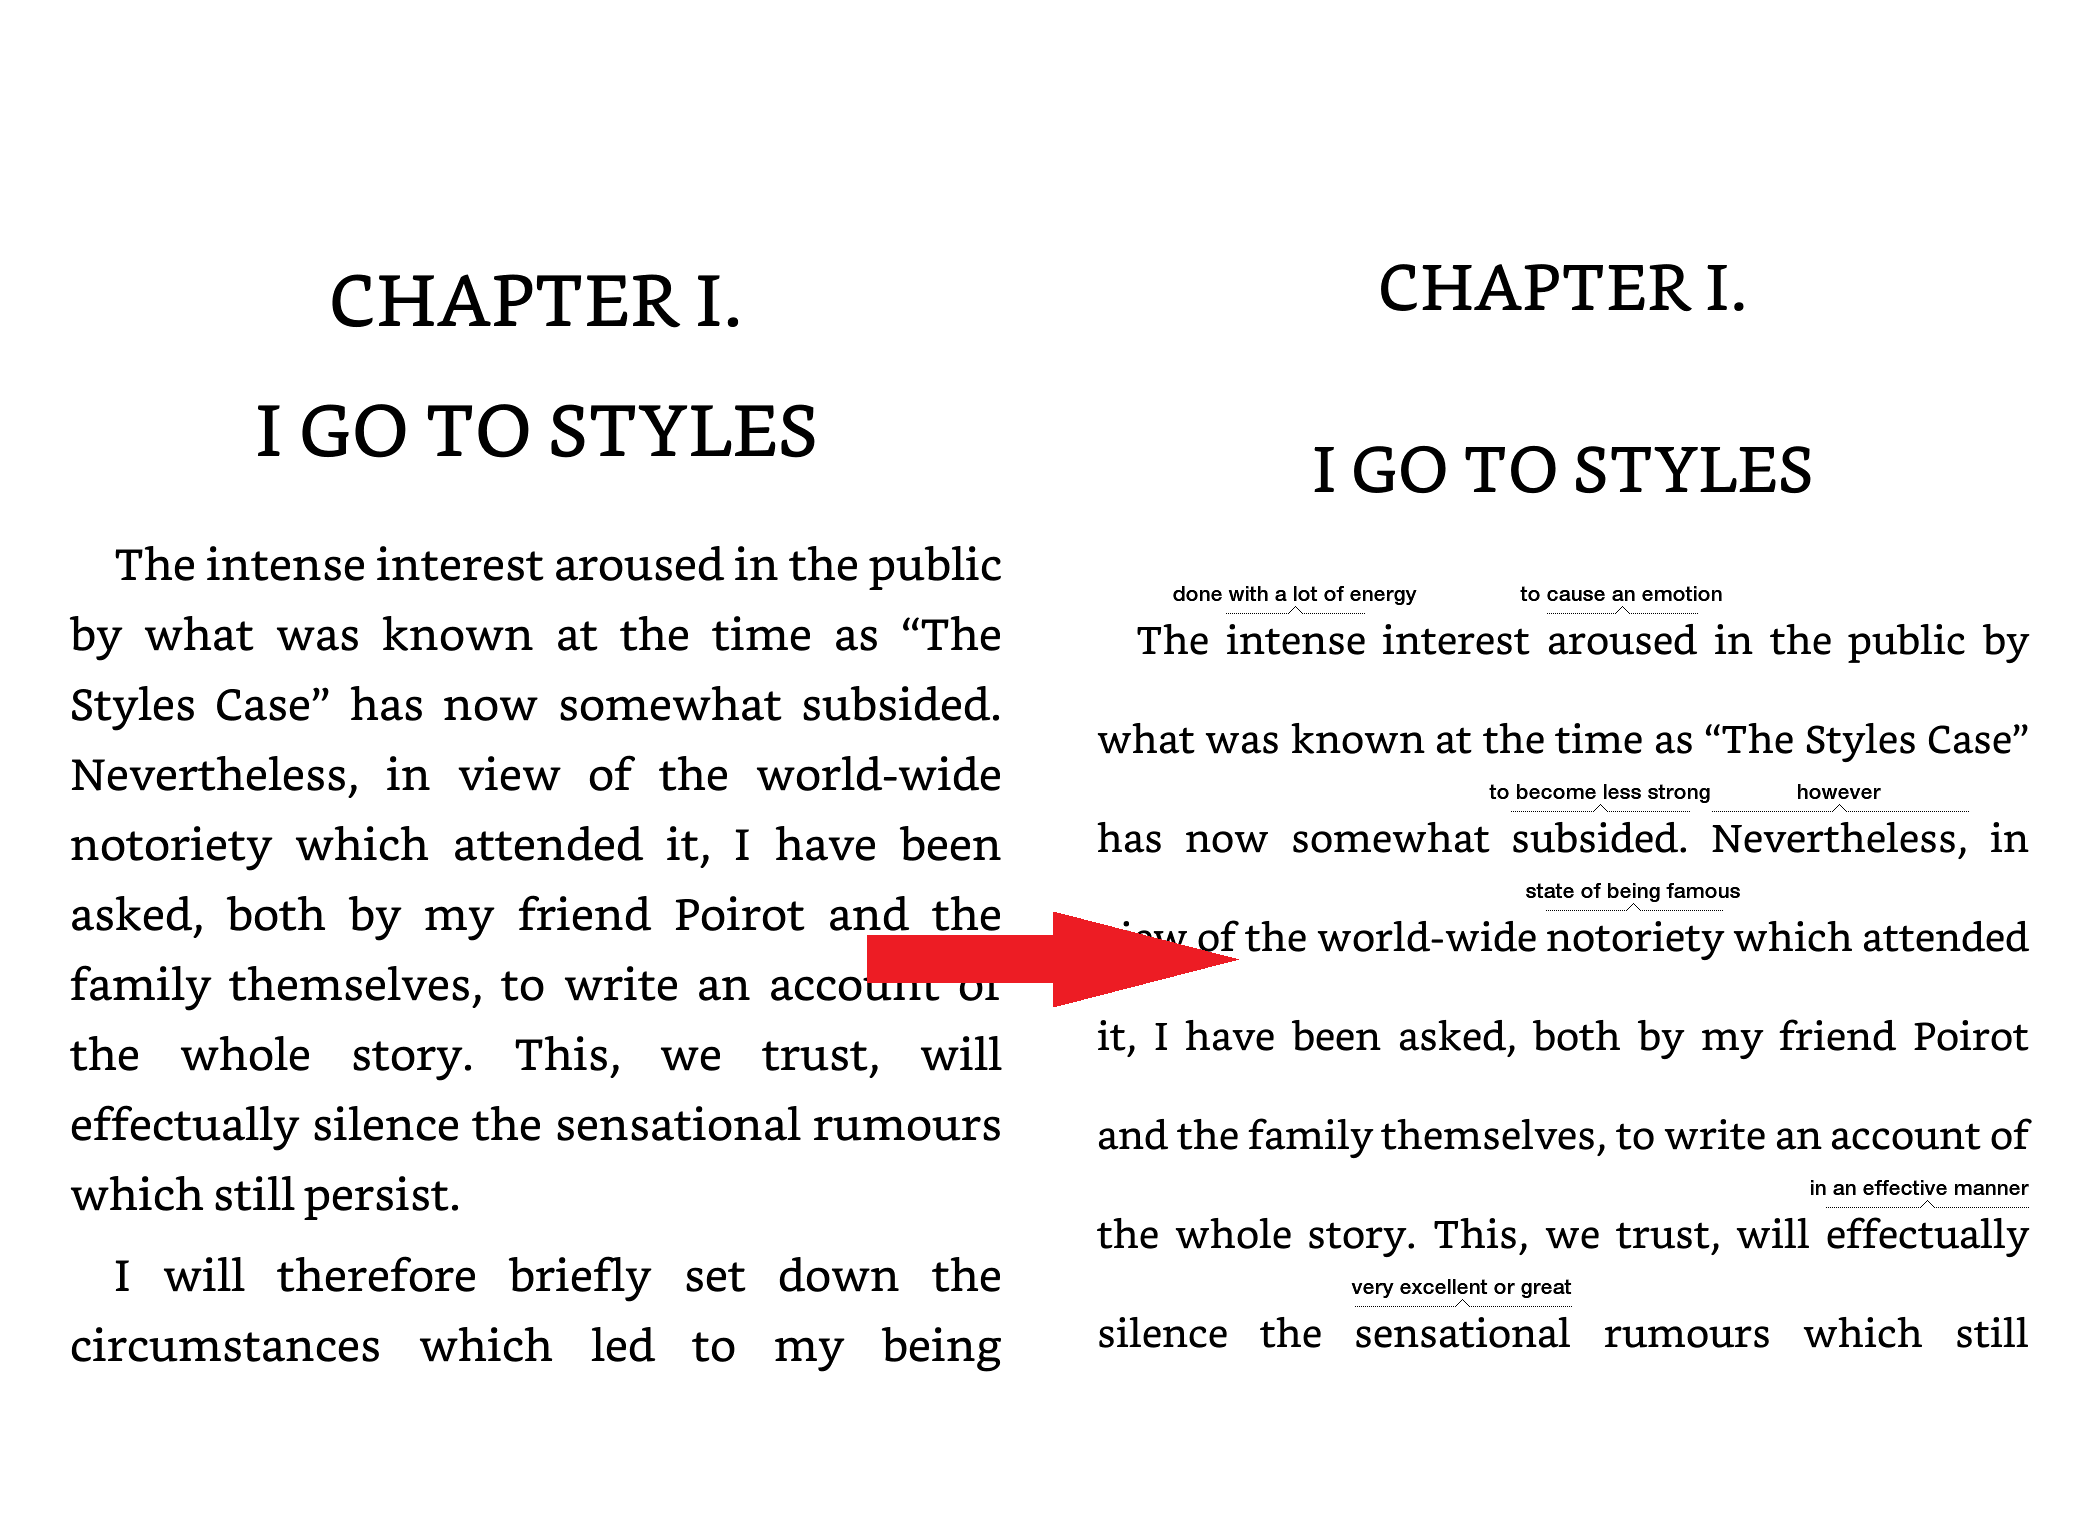 CHAPTER I.
I GO TO STYLES
The intense interest aroused in the public
by what was known at the time as “The
Styles Case” has now somewhat subsided.
Nevertheless, in view of the world-wide
notoriety which attended it, I have been
asked, both by my friend Poirot and the
family themselves, to write an account of
the whole story. This, we trust, will
effectually silence the sensational rumours
which still persist.
I will therefore briefly set down the
circumstances which led to my being
CHAPTER I.
I GO TO STYLES
done with a lot of energy to cause an emotion
The intense interest aroused in the public by
what was known at the time as “The Styles Case”
to become less strong however
has now somewhat subsided. Nevertheless, in
state of being famous
view of the world-wide notoriety which attended
it, I have been asked, both by my friend Poirot
and the family themselves, to write an account of
in an effective manner
the whole story. This, we trust, will effectually
very excellent or great
silence the sensational rumours which still